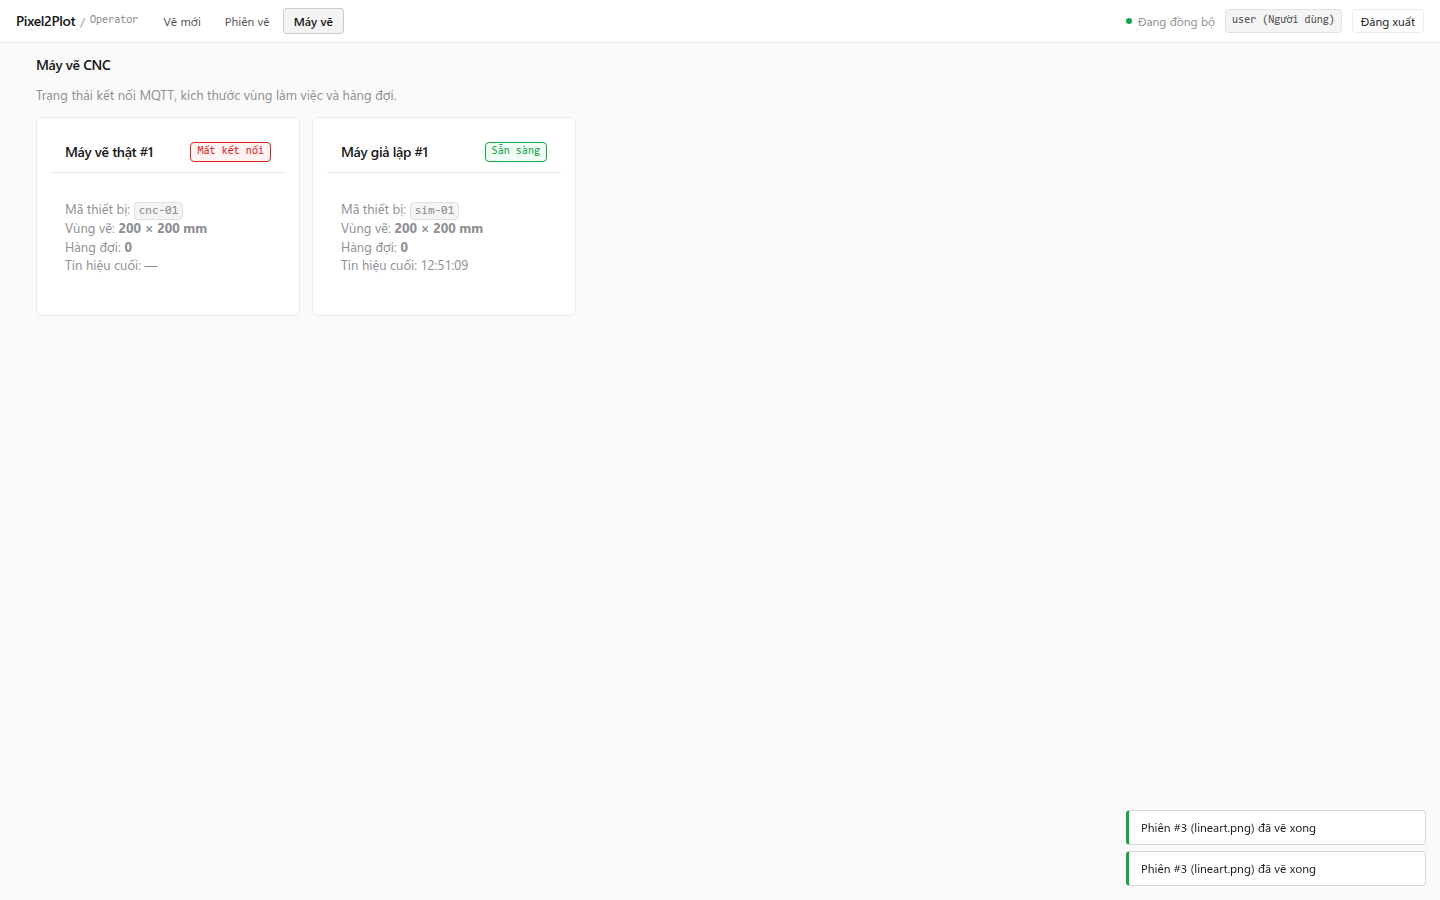 Pixel2Plot / Operator Vẽ mới Phiên vẽ Máy vẽ Đang đồng bộ user (Người dùng) Đăng xuất
Máy vẽ CNC
Trạng thái kết nối MQTT, kích thước vùng làm việc và hàng đợi.
Máy vẽ thật #1 Mất kết nối
Mã thiết bị: cnc-01
Vùng vẽ: 200 × 200 mm
Hàng đợi: 0
Tín hiệu cuối: —
Máy giả lập #1 Sẵn sàng
Mã thiết bị: sim-01
Vùng vẽ: 200 × 200 mm
Hàng đợi: 0
Tín hiệu cuối: 12:51:09
Phiên #3 (lineart.png) đã vẽ xong
Phiên #3 (lineart.png) đã vẽ xong